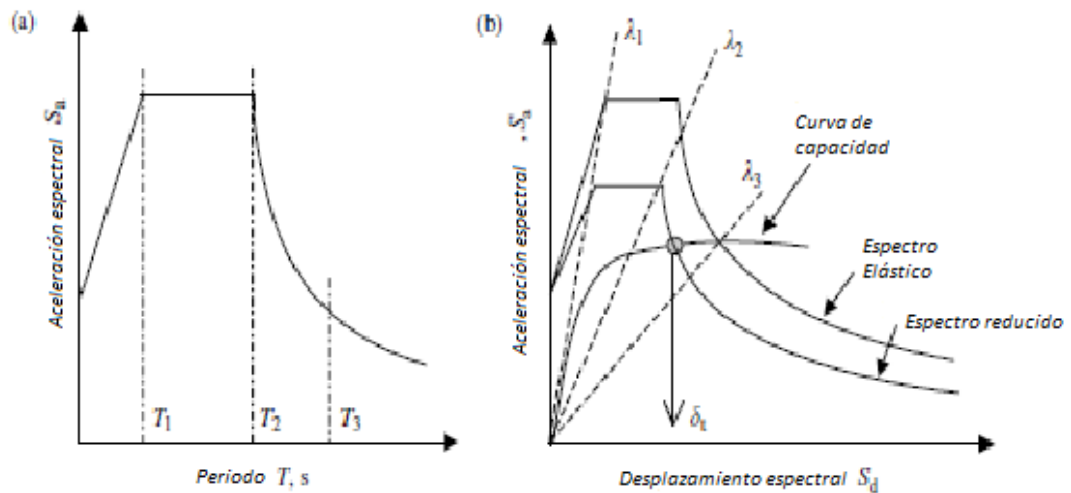 (a)
Aceleración espectral Sa
T1
T2
T3
Periodo T, s
(b)
λ1
λ2
λ3
Aceleración espectral , Sa
Curva de
capacidad
Espectro
Elástico
Espectro reducido
δt
Desplazamiento espectral Sd